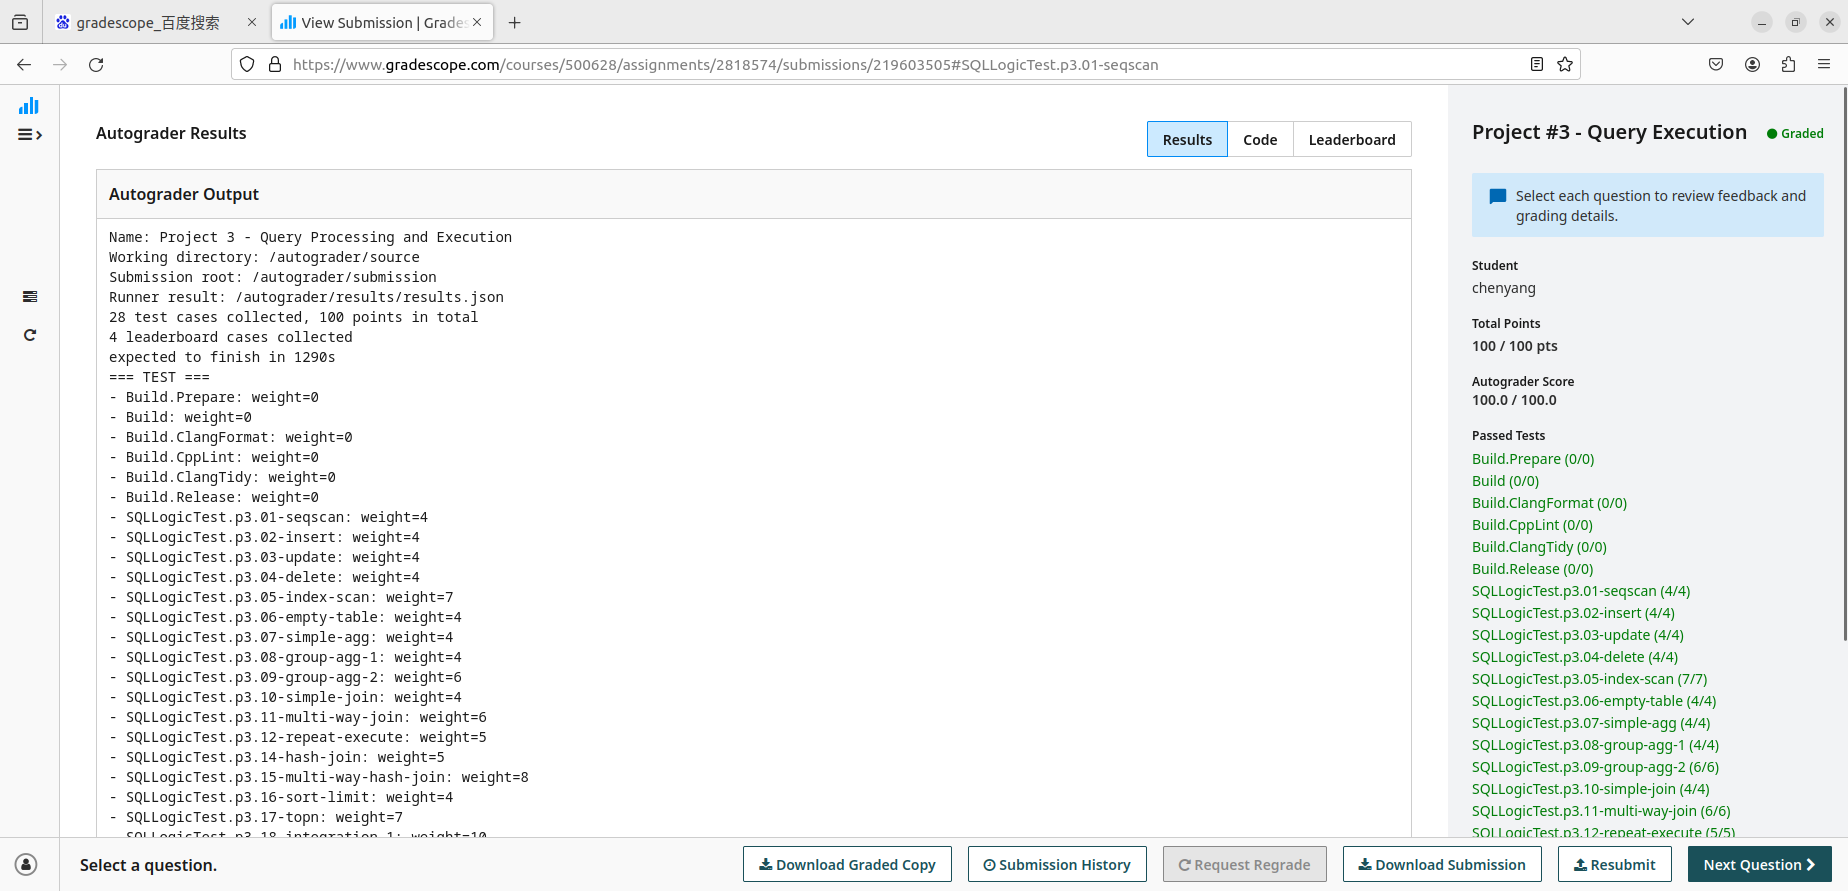 gradescope_百度搜索
View Submission | Grades
https://www.gradescope.com/courses/500628/assignments/2818574/submissions/219603505#SQLLogicTest.p3.01-seqscan
Autograder Results
Results
Code
Leaderboard
Autograder Output
Name: Project 3 - Query Processing and Execution
Working directory: /autograder/source
Submission root: /autograder/submission
Runner result: /autograder/results/results.json
28 test cases collected, 100 points in total
4 leaderboard cases collected
expected to finish in 1290s
=== TEST ===
- Build.Prepare: weight=0
- Build: weight=0
- Build.ClangFormat: weight=0
- Build.CppLint: weight=0
- Build.ClangTidy: weight=0
- Build.Release: weight=0
- SQLLogicTest.p3.01-seqscan: weight=4
- SQLLogicTest.p3.02-insert: weight=4
- SQLLogicTest.p3.03-update: weight=4
- SQLLogicTest.p3.04-delete: weight=4
- SQLLogicTest.p3.05-index-scan: weight=7
- SQLLogicTest.p3.06-empty-table: weight=4
- SQLLogicTest.p3.07-simple-agg: weight=4
- SQLLogicTest.p3.08-group-agg-1: weight=4
- SQLLogicTest.p3.09-group-agg-2: weight=6
- SQLLogicTest.p3.10-simple-join: weight=4
- SQLLogicTest.p3.11-multi-way-join: weight=6
- SQLLogicTest.p3.12-repeat-execute: weight=5
- SQLLogicTest.p3.14-hash-join: weight=5
- SQLLogicTest.p3.15-multi-way-hash-join: weight=8
- SQLLogicTest.p3.16-sort-limit: weight=4
- SQLLogicTest.p3.17-topn: weight=7
- SQLLogicTest.p3.18-integration-1: weight=10
Project #3 - Query Execution
Graded
Select each question to review feedback and
grading details.
Student
chenyang
Total Points
100 / 100 pts
Autograder Score
100.0 / 100.0
Passed Tests
Build.Prepare (0/0)
Build (0/0)
Build.ClangFormat (0/0)
Build.CppLint (0/0)
Build.ClangTidy (0/0)
Build.Release (0/0)
SQLLogicTest.p3.01-seqscan (4/4)
SQLLogicTest.p3.02-insert (4/4)
SQLLogicTest.p3.03-update (4/4)
SQLLogicTest.p3.04-delete (4/4)
SQLLogicTest.p3.05-index-scan (7/7)
SQLLogicTest.p3.06-empty-table (4/4)
SQLLogicTest.p3.07-simple-agg (4/4)
SQLLogicTest.p3.08-group-agg-1 (4/4)
SQLLogicTest.p3.09-group-agg-2 (6/6)
SQLLogicTest.p3.10-simple-join (4/4)
SQLLogicTest.p3.11-multi-way-join (6/6)
SQLLogicTest.p3.12-repeat-execute (5/5)
Select a question.
Download Graded Copy
Submission History
Request Regrade
Download Submission
Resubmit
Next Question